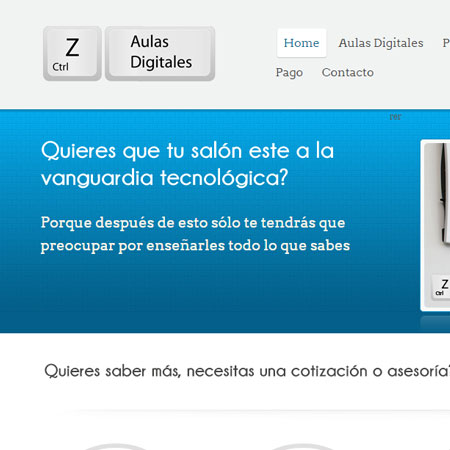 Z
Ctrl
Aulas
Digitales
Home Aulas Digitales P
Pago Contacto
rer
Quieres que tu salón este a la
vanguardia tecnológica?
Porque después de esto sólo te tendrás que
preocupar por enseñarles todo lo que sabes
Z
Ctrl
Quieres saber más, necesitas una cotización o asesoría?